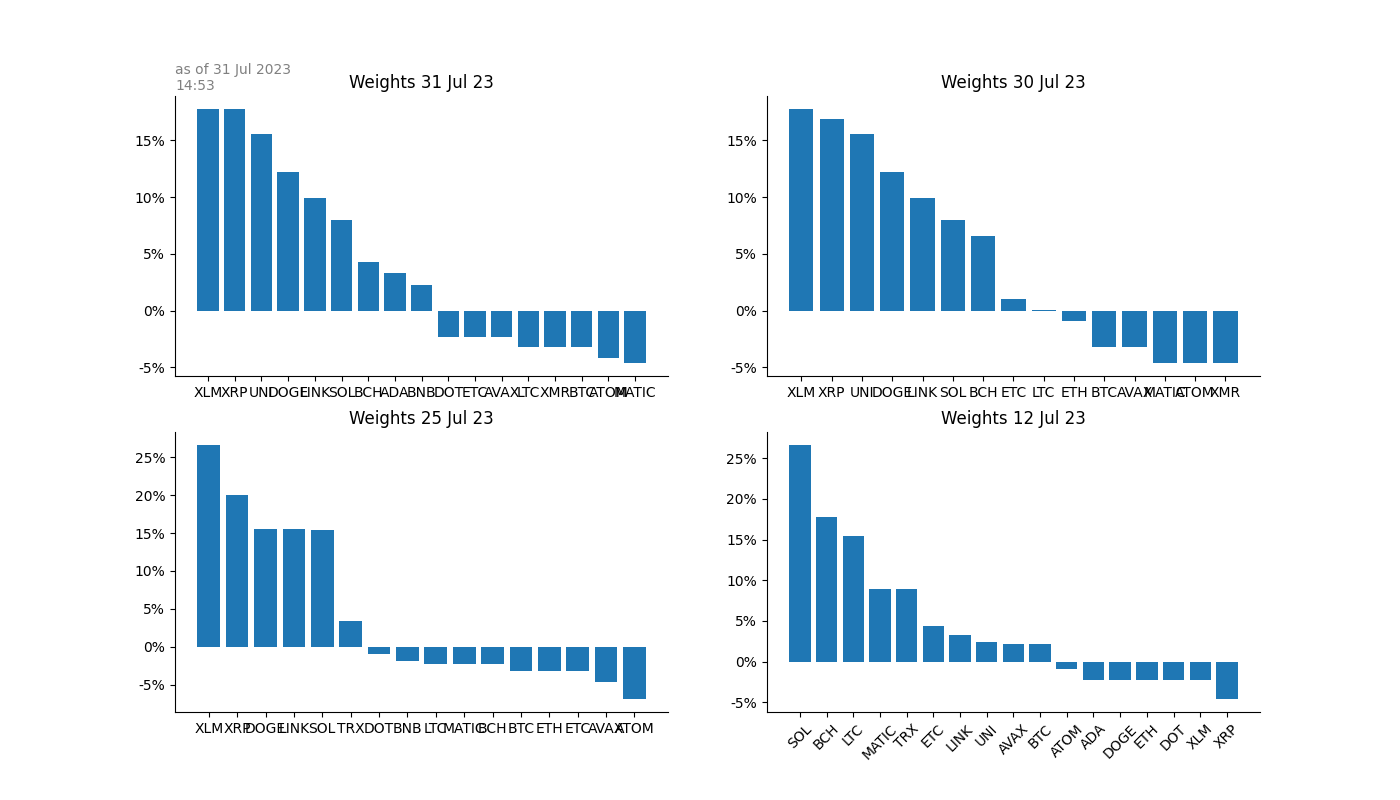 as of 31 Jul 2023
14:53
Weights 31 Jul 23
15%
10%
5%
0%
-5%
XLM XRP UNI DOGE LINK SOL BCH ADA BNB DOT ETC AVAX LTC XMR BTC ATOM MATIC
Weights 30 Jul 23
15%
10%
5%
0%
-5%
XLM XRP UNI DOGE LINK SOL BCH ETC LTC ETH BTC AVAX MATIC ATOM XMR
Weights 25 Jul 23
25%
20%
15%
10%
5%
0%
-5%
XLM XRP DOGE LINK SOL TRX DOT BNB LTC MATIC BCH BTC ETH ETC AVAX ATOM
Weights 12 Jul 23
25%
20%
15%
10%
5%
0%
-5%
SOL BCH LTC MATIC TRX ETC LINK UNI AVAX BTC ATOM ADA DOGE ETH DOT XLM XRP